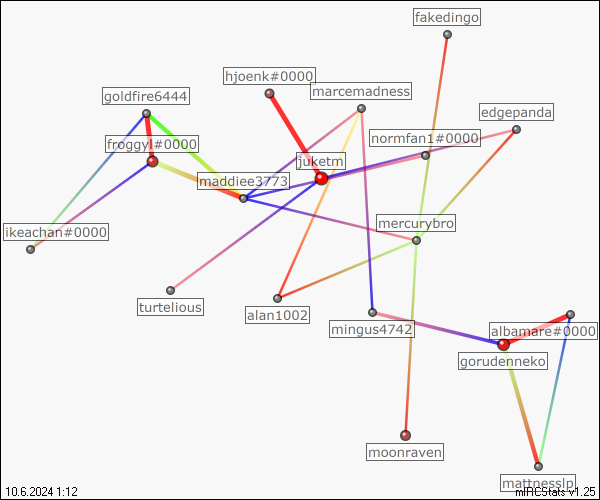 fakedingo
hjoenk#0000
goldfire6444
marcemadness
edgepanda
froggyl#0000
normfan1#0000
juketm
maddiee3773
mercurybro
ikeachan#0000
turtelious
alan1002
mingus4742
albamare#0000
gorudenneko
moonraven
mattnesslp
10.6.2024 1:12
mIRCStats v1.25